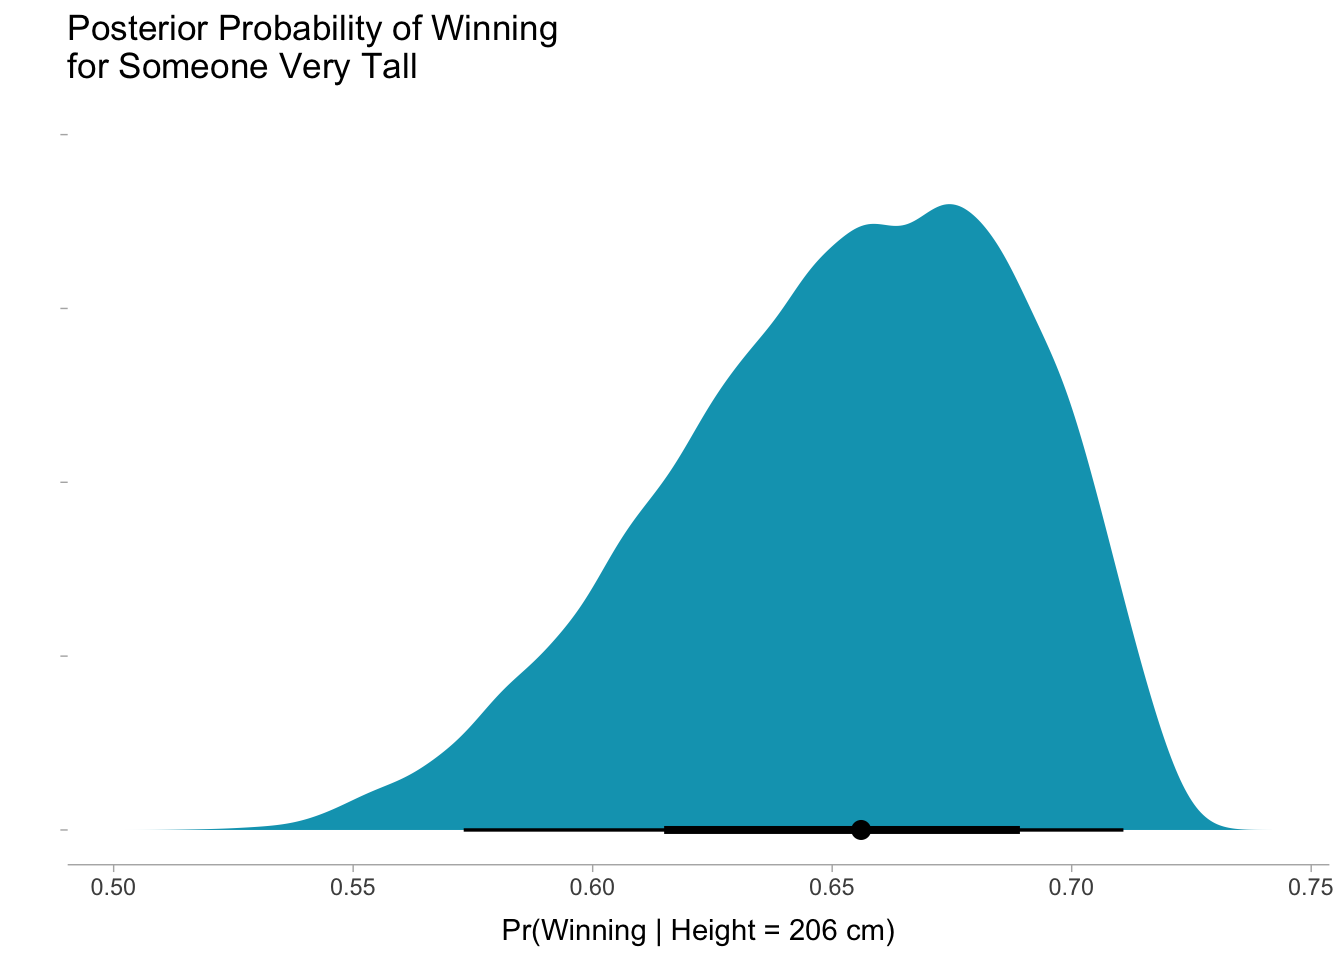 Posterior Probability of Winning
for Someone Very Tall
0.50 0.55 0.60 0.65 0.70 0.75
Pr(Winning | Height = 206 cm)